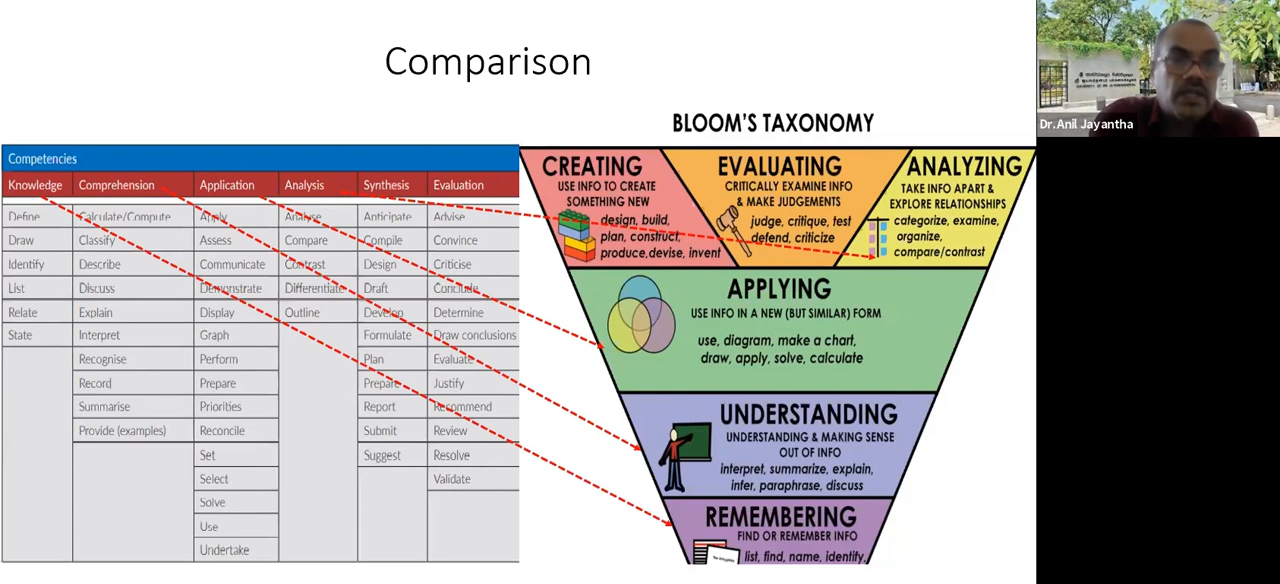 Comparison
Dr.Anil Jayantha
Competencies
Knowledge Comprehension Application Analysis Synthesis Evaluation
Define Calculate/Compute Apply Analyse Anticipate Advise
Draw Classify Assess Compare Compile Convince
Identify Describe Communicate Contrast Design Criticise
List Discuss Demonstrate Differentiate Draft Conclude
Relate Explain Display Outline Develop Determine
State Interpret Graph Formulate Draw conclusions
Recognise Perform Plan Evaluate
Record Prepare Prepare Justify
Summarise Priorities Report Recommend
Provide (examples) Reconcile Submit Review
Set Suggest Resolve
Select Validate
Solve
Use
Undertake
BLOOM'S TAXONOMY
CREATING
USE INFO TO CREATE
SOMETHING NEW
design, build,
plan, construct,
produce,devise, invent
EVALUATING
CRITICALLY EXAMINE INFO
& MAKE JUDGEMENTS
judge, critique, test
defend, criticize
ANALYZING
TAKE INFO APART &
EXPLORE RELATIONSHIPS
categorize, examine,
organize,
compare/contrast
APPLYING
USE INFO IN A NEW (BUT SIMILAR) FORM
use, diagram, make a chart,
draw, apply, solve, calculate
UNDERSTANDING
UNDERSTANDING & MAKING SENSE
OUT OF INFO
interpret, summarize, explain,
infer, paraphrase, discuss
REMEMBERING
FIND OR REMEMBER INFO
list, find, name, identify,